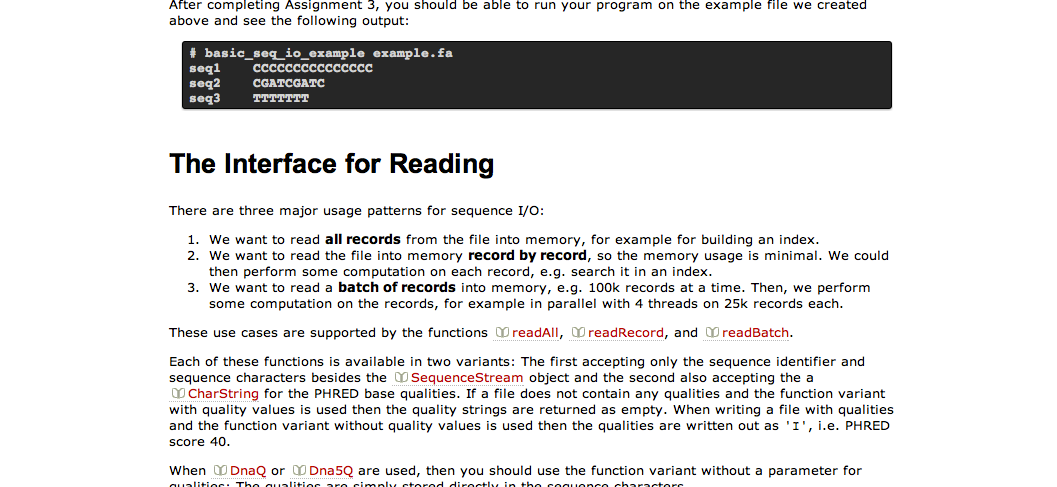 After completing Assignment 3, you should be able to run your program on the example file we created
above and see the following output:
# basic_seq_io_example example.fa
seq1    CCCCCCCCCCCCCCC
seq2    CGATCGATC
seq3    TTTTTTT
The Interface for Reading
There are three major usage patterns for sequence I/O:
1. We want to read all records from the file into memory, for example for building an index.
2. We want to read the file into memory record by record, so the memory usage is minimal. We could
then perform some computation on each record, e.g. search it in an index.
3. We want to read a batch of records into memory, e.g. 100k records at a time. Then, we perform
some computation on the records, for example in parallel with 4 threads on 25k records each.
These use cases are supported by the functions readAll, readRecord, and readBatch.
Each of these functions is available in two variants: The first accepting only the sequence identifier and
sequence characters besides the SequenceStream object and the second also accepting the a
CharString for the PHRED base qualities. If a file does not contain any qualities and the function variant
with quality values is used then the quality strings are returned as empty. When writing a file with qualities
and the function variant without quality values is used then the qualities are written out as 'I', i.e. PHRED
score 40.
When DnaQ or Dna5Q are used, then you should use the function variant without a parameter for
qualities: The qualities are simply stored directly in the sequence characters.